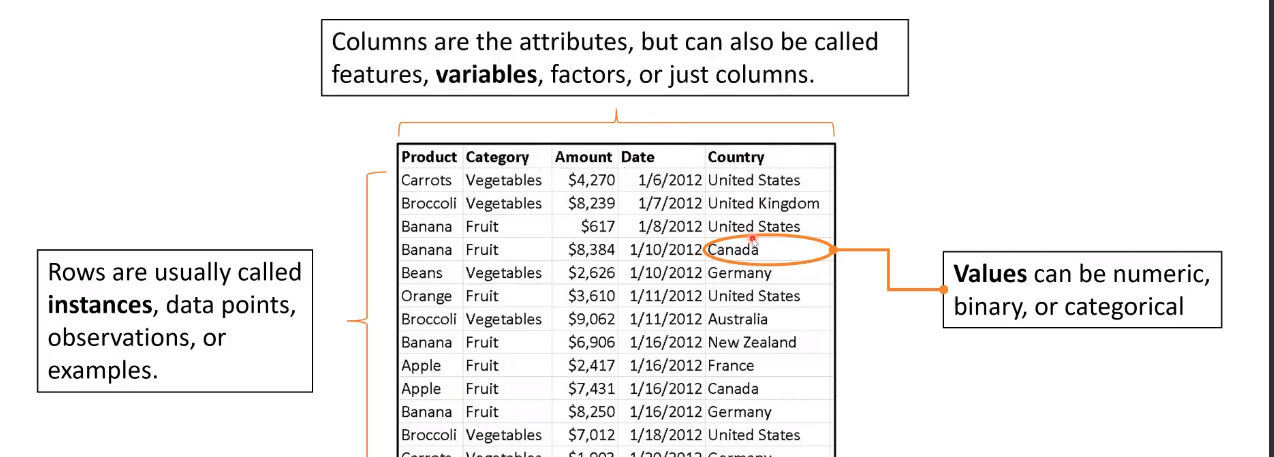 Columns are the attributes, but can also be called
features, variables, factors, or just columns.
Product Category Amount Date Country
Carrots Vegetables $4,270 1/6/2012 United States
Broccoli Vegetables $8,239 1/7/2012 United Kingdom
Banana Fruit $617 1/8/2012 United States
Banana Fruit $8,384 1/10/2012 Canada
Beans Vegetables $2,626 1/10/2012 Germany
Orange Fruit $3,610 1/11/2012 United States
Broccoli Vegetables $9,062 1/11/2012 Australia
Banana Fruit $6,906 1/16/2012 New Zealand
Apple Fruit $2,417 1/16/2012 France
Apple Fruit $7,431 1/16/2012 Canada
Banana Fruit $8,250 1/16/2012 Germany
Broccoli Vegetables $7,012 1/18/2012 United States
Carrots Vegetables Germany
Rows are usually called
instances, data points,
observations, or
examples.
Values can be numeric,
binary, or categorical